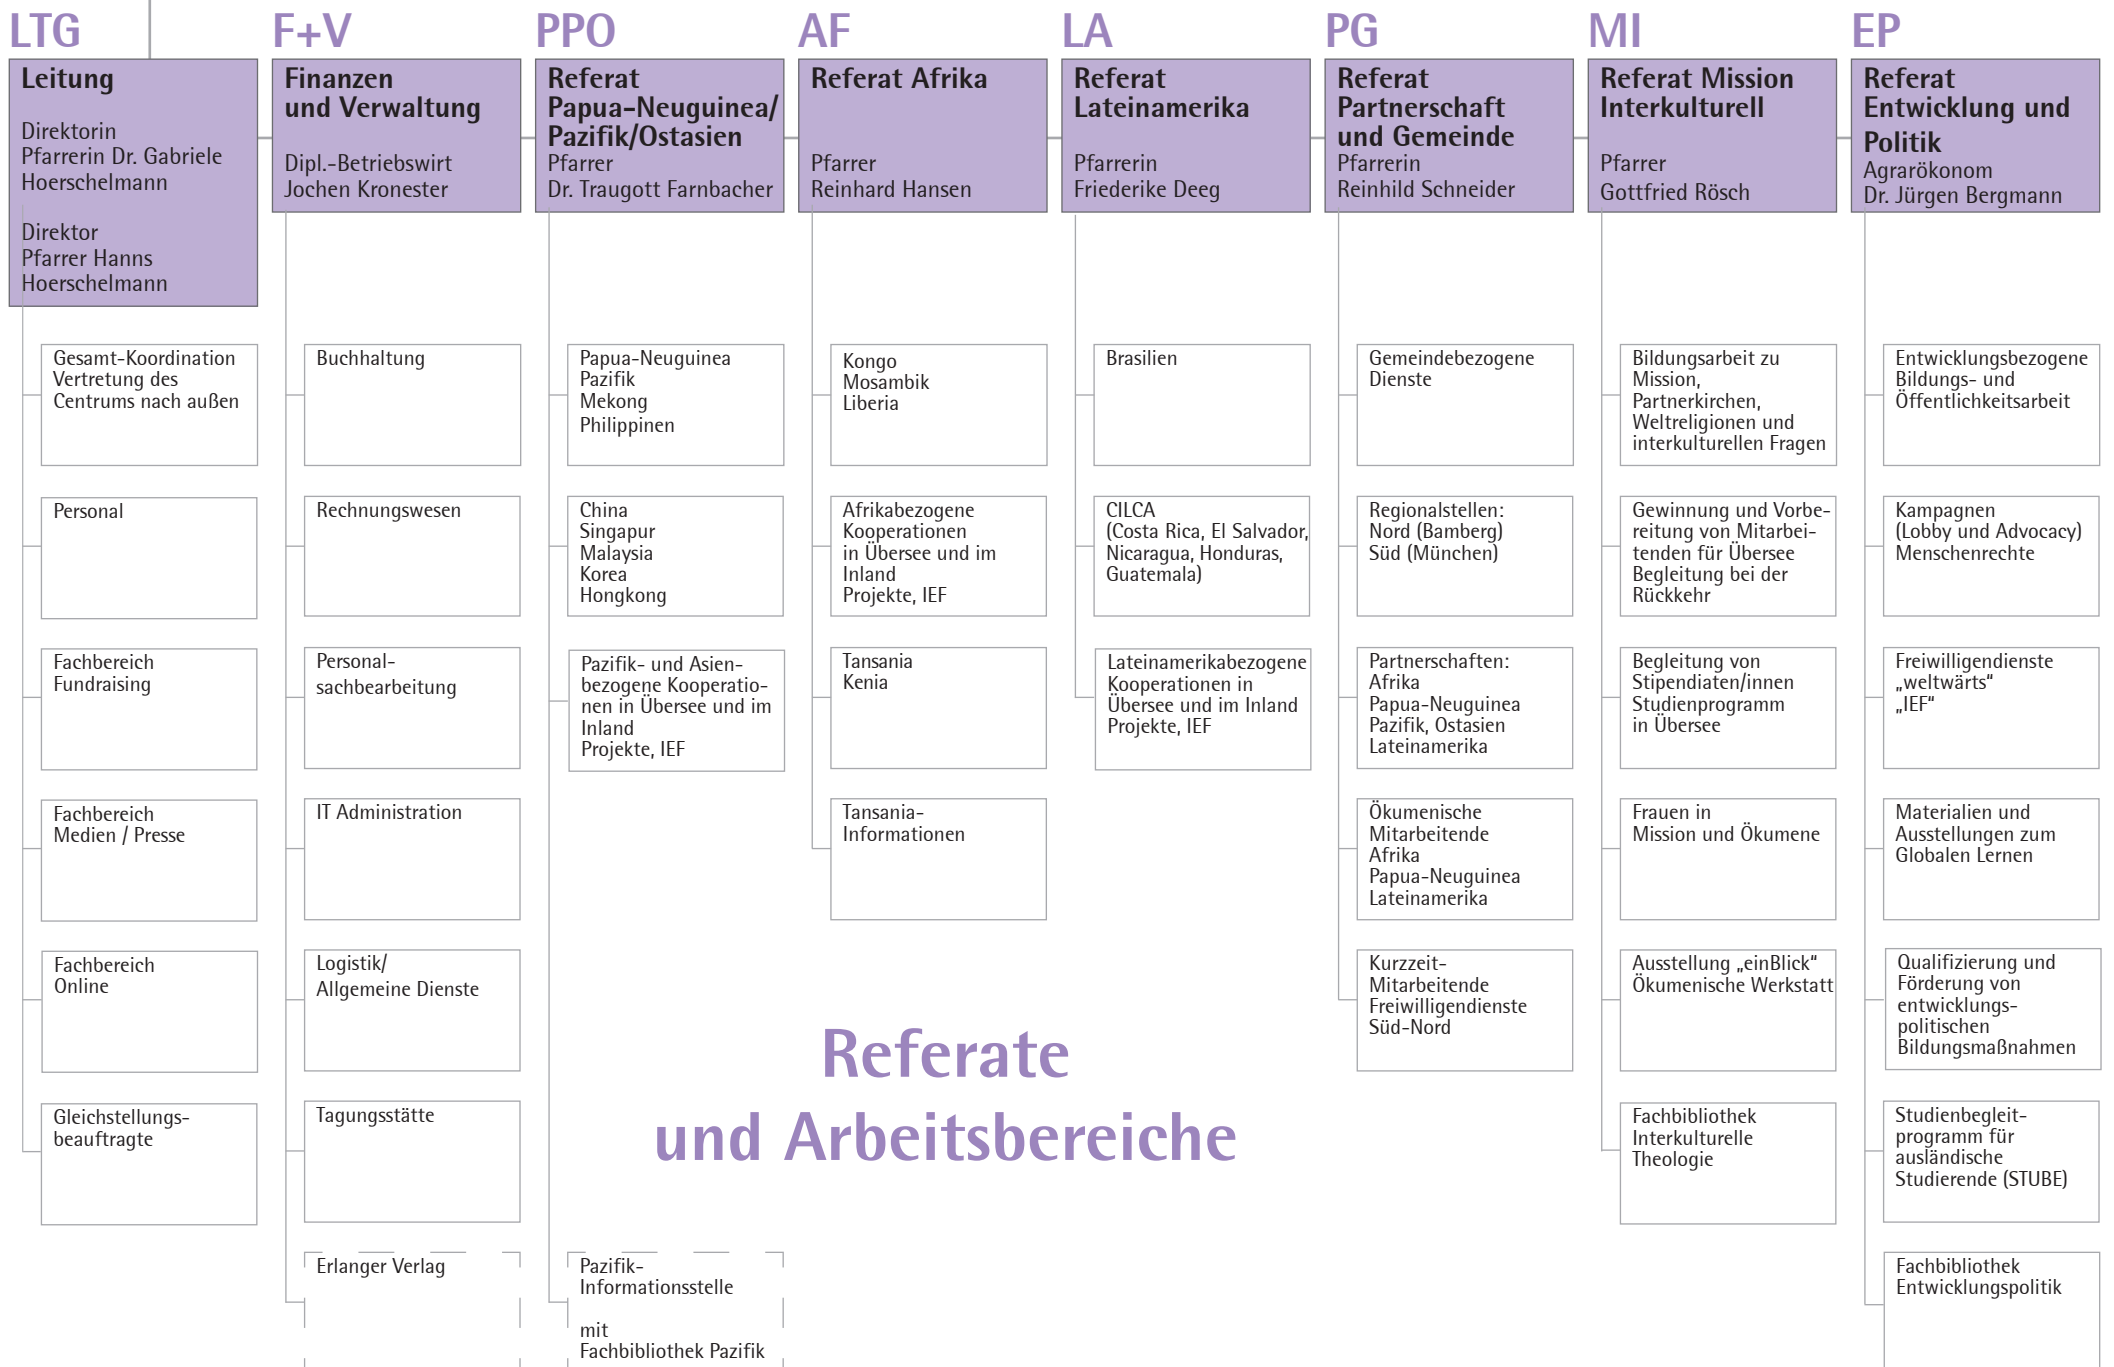 LTG
Leitung
Direktorin
Pfarrerin Dr. Gabriele
Hoerschelmann
Direktor
Pfarrer Hanns
Hoerschelmann
Gesamt-Koordination
Vertretung des
Centrums nach außen
Personal
Fachbereich
Fundraising
Fachbereich
Medien / Presse
Fachbereich
Online
Gleichstellungs-
beauftragte
F+V
Finanzen
und Verwaltung
Dipl.-Betriebswirt
Jochen Kronester
Buchhaltung
Rechnungswesen
Personal-
sachbearbeitung
IT Administration
Logistik/
Allgemeine Dienste
Tagungsstätte
Erlanger Verlag
PPO
Referat
Papua-Neuguinea/
Pazifik/Ostasien
Pfarrer
Dr. Traugott Farnbacher
Papua-Neuguinea
Pazifik
Mekong
Philippinen
China
Singapur
Malaysia
Korea
Hongkong
Pazifik- und Asien-
bezogene Kooperatio-
nen in Übersee und im
Inland
Projekte, IEF
Pazifik-
Informationsstelle
mit
Fachbibliothek Pazifik
AF
Referat Afrika
Pfarrer
Reinhard Hansen
Kongo
Mosambik
Liberia
Afrikabezogene
Kooperationen
in Übersee und im
Inland
Projekte, IEF
Tansania
Kenia
Tansania-
Informationen
LA
Referat
Lateinamerika
Pfarrerin
Friederike Deeg
Brasilien
CILCA
(Costa Rica, El Salvador,
Nicaragua, Honduras,
Guatemala)
Lateinamerikabezogene
Kooperationen in
Übersee und im Inland
Projekte, IEF
PG
Referat
Partnerschaft
und Gemeinde
Pfarrerin
Reinhild Schneider
Gemeindebezogene
Dienste
Regionalstellen:
Nord (Bamberg)
Süd (München)
Partnerschaften:
Afrika
Papua-Neuguinea
Pazifik, Ostasien
Lateinamerika
Ökumenische
Mitarbeitende
Afrika
Papua-Neuguinea
Lateinamerika
Kurzzeit-
Mitarbeitende
Freiwilligendienste
Süd-Nord
MI
Referat Mission
Interkulturell
Pfarrer
Gottfried Rösch
Bildungsarbeit zu
Mission,
Partnerkirchen,
Weltreligionen und
interkulturellen Fragen
Gewinnung und Vorbe-
reitung von Mitarbei-
tenden für Übersee
Begleitung bei der
Rückkehr
Begleitung von
Stipendiaten/innen
Studienprogramm
in Übersee
Frauen in
Mission und Ökumene
Ausstellung „einBlick“
Ökumenische Werkstatt
Fachbibliothek
Interkulturelle
Theologie
EP
Referat
Entwicklung und
Politik
Agrarökonom
Dr. Jürgen Bergmann
Entwicklungsbezogene
Bildungs- und
Öffentlichkeitsarbeit
Kampagnen
(Lobby und Advocacy)
Menschenrechte
Freiwilligendienste
„weltwärts“
„IEF“
Materialien und
Ausstellungen zum
Globalen Lernen
Qualifizierung und
Förderung von
entwicklungs-
politischen
Bildungsmaßnahmen
Studienbegleit-
programm für
ausländische
Studierende (STUBE)
Fachbibliothek
Entwicklungspolitik
Referate
und Arbeitsbereiche